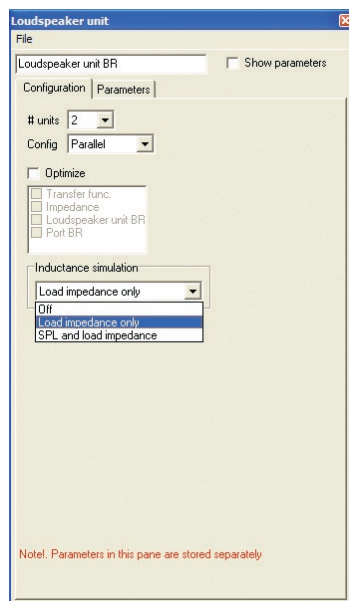 Loudspeaker unit
File
Loudspeaker unit BR
Show parameters
Configuration Parameters
# units 2
Config Parallel
Optimize
Transfer func.
Impedance
Loudspeaker unit BR
Port BR
Inductance simulation
Load impedance only
Off
Load impedance only
SPL and load impedance
Note!. Parameters in this pane are stored separately